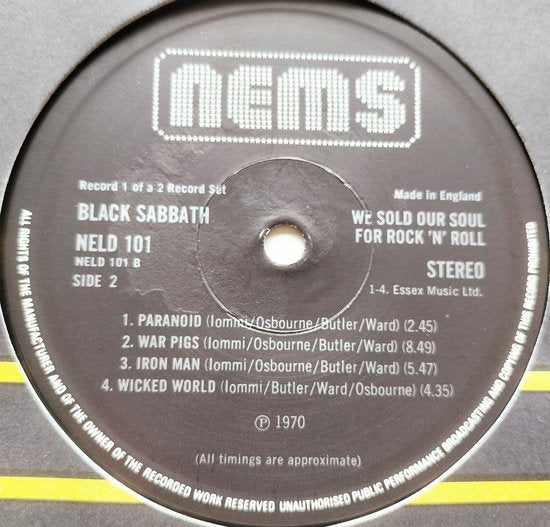 NEMS
Record 1 of a 2 Record Set
BLACK SABBATH
NELD 101
NELD 101 B
SIDE 2
Made in England
WE SOLD OUR SOUL
FOR ROCK 'N' ROLL
STEREO
1-4. Essex Music Ltd.
1. PARANOID (Iommi/Osbourne/Butler/Ward) (2.45)
2. WAR PIGS (Iommi/Osbourne/Butler/Ward) (8.49)
3. IRON MAN (Iommi/Osbourne/Butler/Ward) (5.47)
4. WICKED WORLD (Iommi/Butler/Ward/Osbourne) (4.35)
℗ 1970
(All timings are approximate)
ALL RIGHTS OF THE MANUFACTURER AND OF THE OWNER OF THE RECORDED WORK RESERVED UNAUTHORISED PUBLIC PERFORMANCE BROADCASTING AND COPYING OF THIS RECORD PROHIBITED